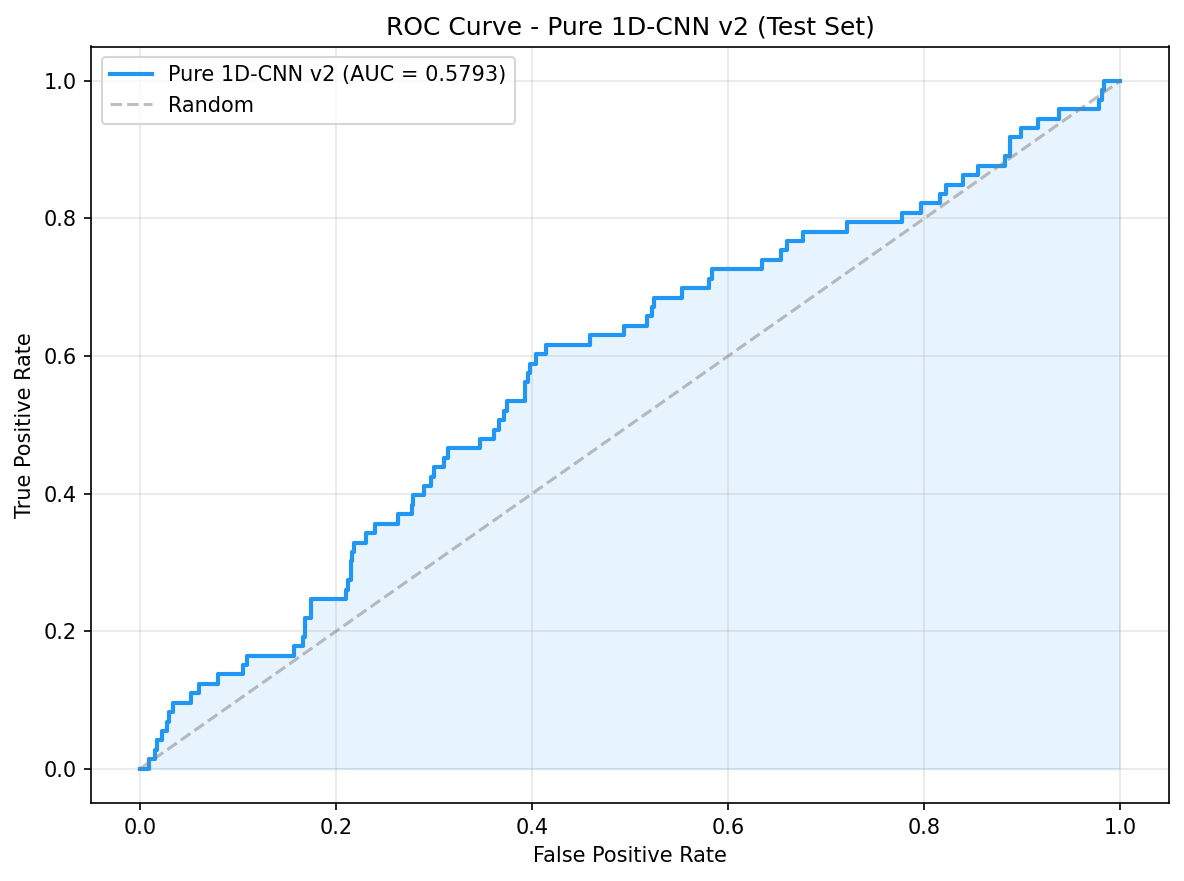 ROC Curve - Pure 1D-CNN v2 (Test Set)
Pure 1D-CNN v2 (AUC = 0.5793)
Random
1.0
0.8
0.6
0.4
0.2
0.0
True Positive Rate
0.0 0.2 0.4 0.6 0.8 1.0
False Positive Rate